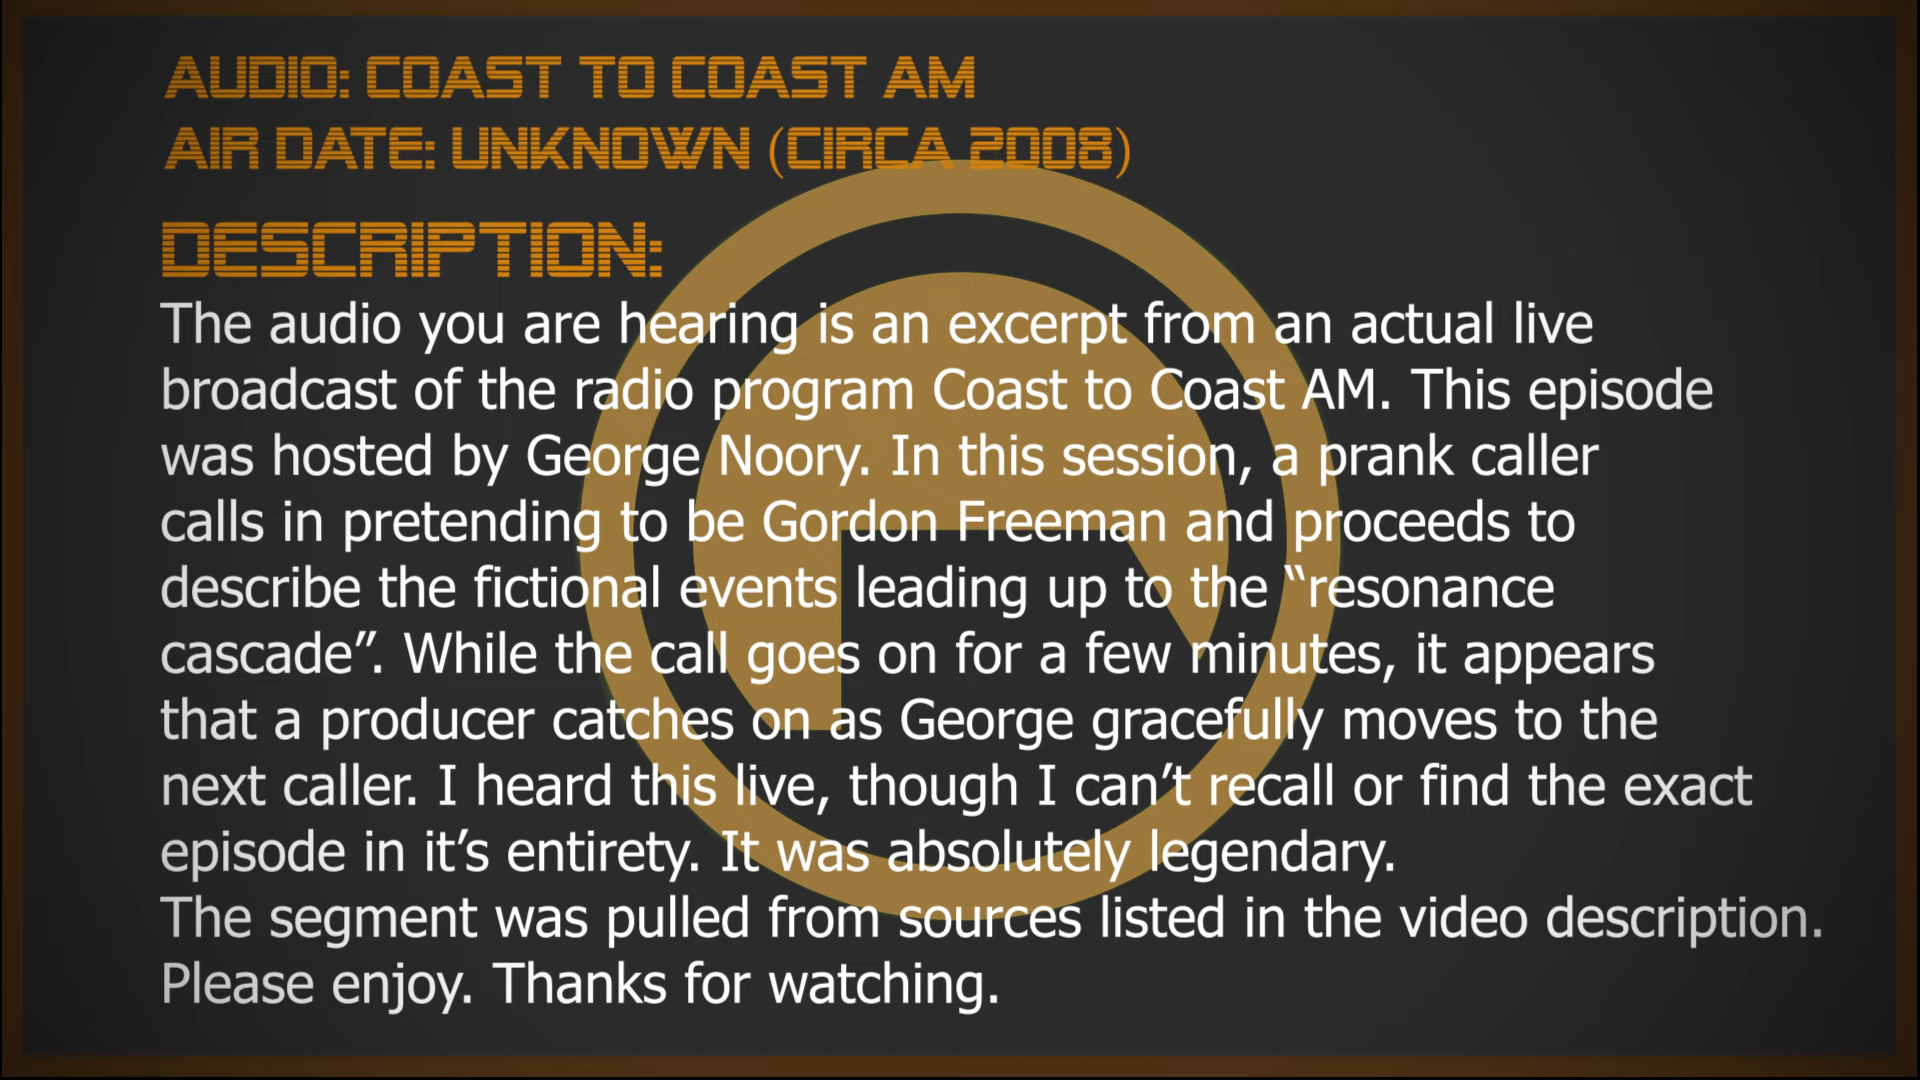 AUDIO: COAST TO COAST AM
AIR DATE: UNKNOWN (CIRCA 2008)
DESCRIPTION:
The audio you are hearing is an excerpt from an actual live
broadcast of the radio program Coast to Coast AM. This episode
was hosted by George Noory. In this session, a prank caller
calls in pretending to be Gordon Freeman and proceeds to
describe the fictional events leading up to the “resonance
cascade”. While the call goes on for a few minutes, it appears
that a producer catches on as George gracefully moves to the
next caller. I heard this live, though I can’t recall or find the exact
episode in it’s entirety. It was absolutely legendary.
The segment was pulled from sources listed in the video description.
Please enjoy. Thanks for watching.